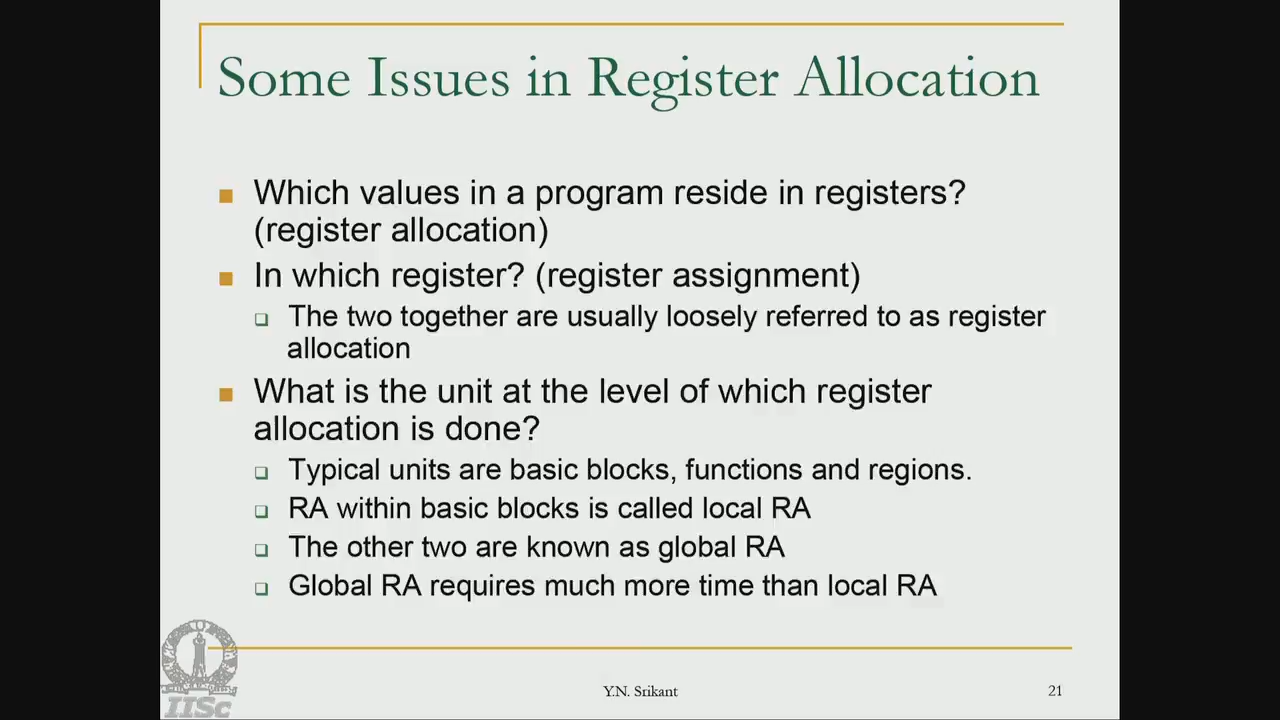 Some Issues in Register Allocation
Which values in a program reside in registers?
(register allocation)
In which register? (register assignment)
The two together are usually loosely referred to as register
allocation
What is the unit at the level of which register
allocation is done?
Typical units are basic blocks, functions and regions.
RA within basic blocks is called local RA
The other two are known as global RA
Global RA requires much more time than local RA
IISc
Y.N. Srikant
21